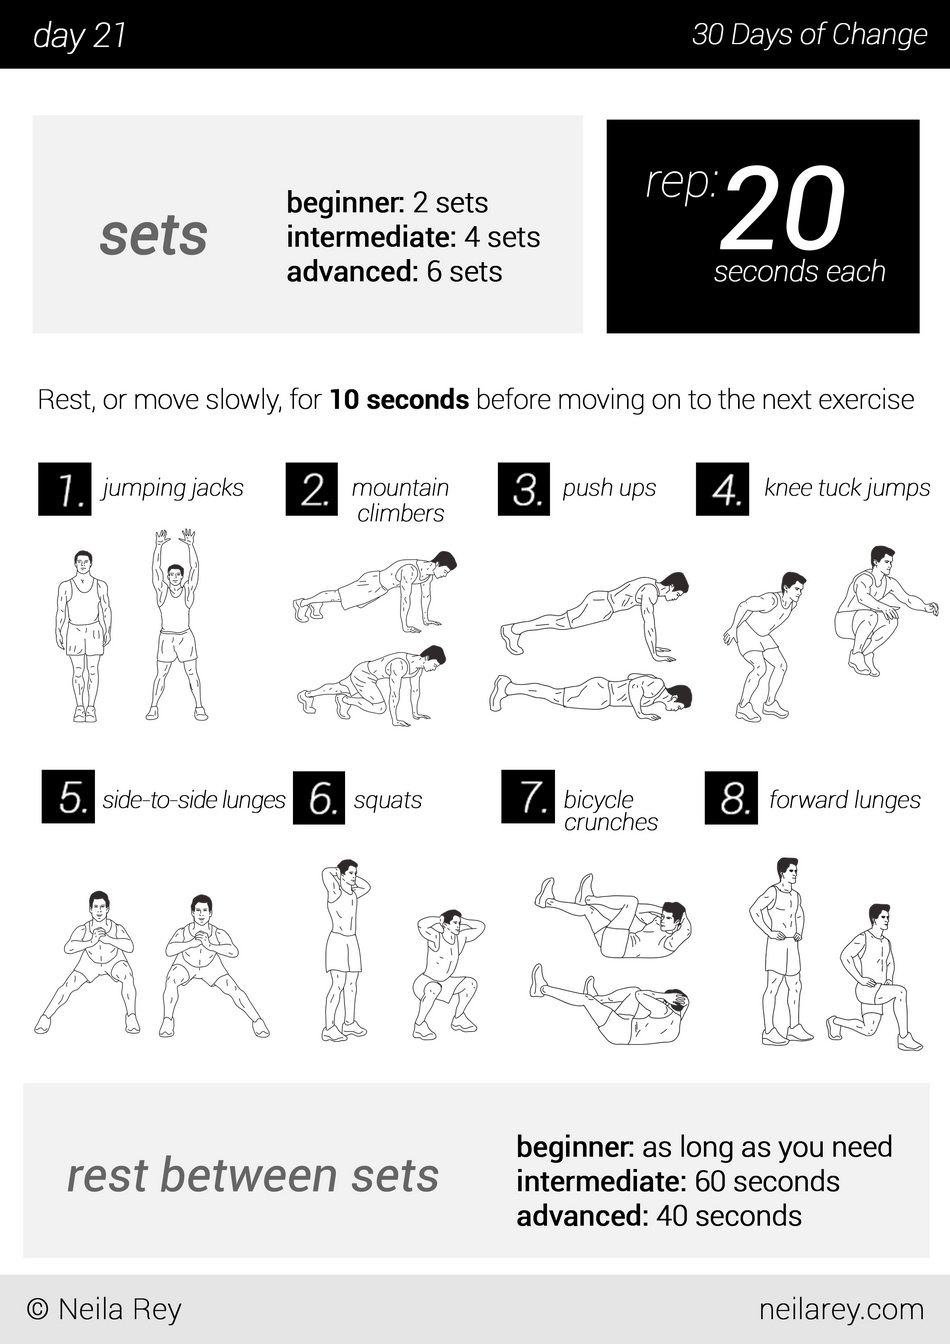 day 21
30 Days of Change
sets
beginner: 2 sets
intermediate: 4 sets
advanced: 6 sets
rep: 20
seconds each
Rest, or move slowly, for 10 seconds before moving on to the next exercise
1. jumping jacks
2. mountain
climbers
3. push ups
4. knee tuck jumps
5. side-to-side lunges
6. squats
7. bicycle
crunches
8. forward lunges
rest between sets
beginner: as long as you need
intermediate: 60 seconds
advanced: 40 seconds
© Neila Rey
neilarey.com